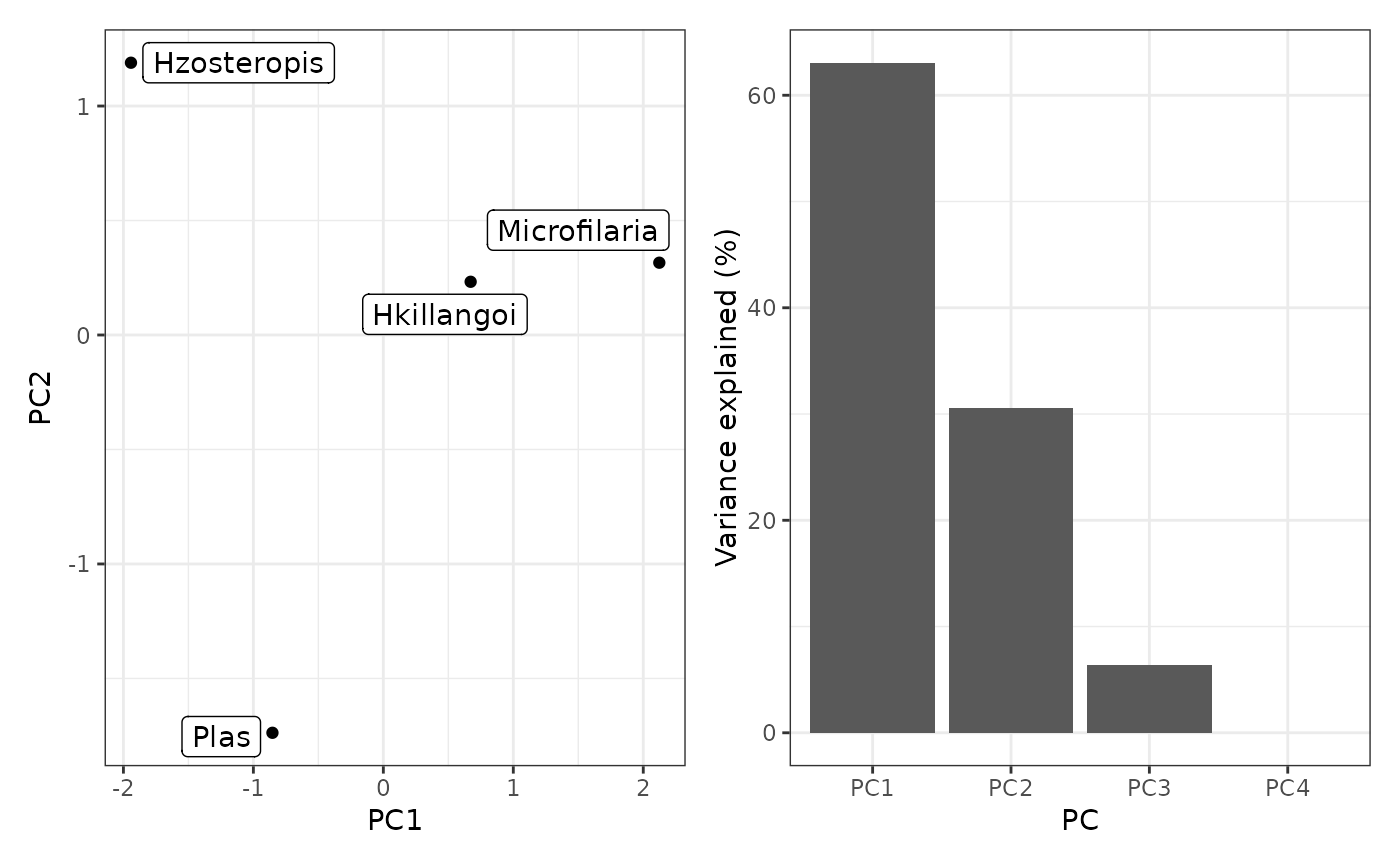 Hzosteropis
Microfilaria
Hkillangoi
Plas
1
0
-1
-2
-1
0
1
2
PC1
PC2
60
40
20
0
PC1
PC2
PC3
PC4
PC
Variance explained (%)